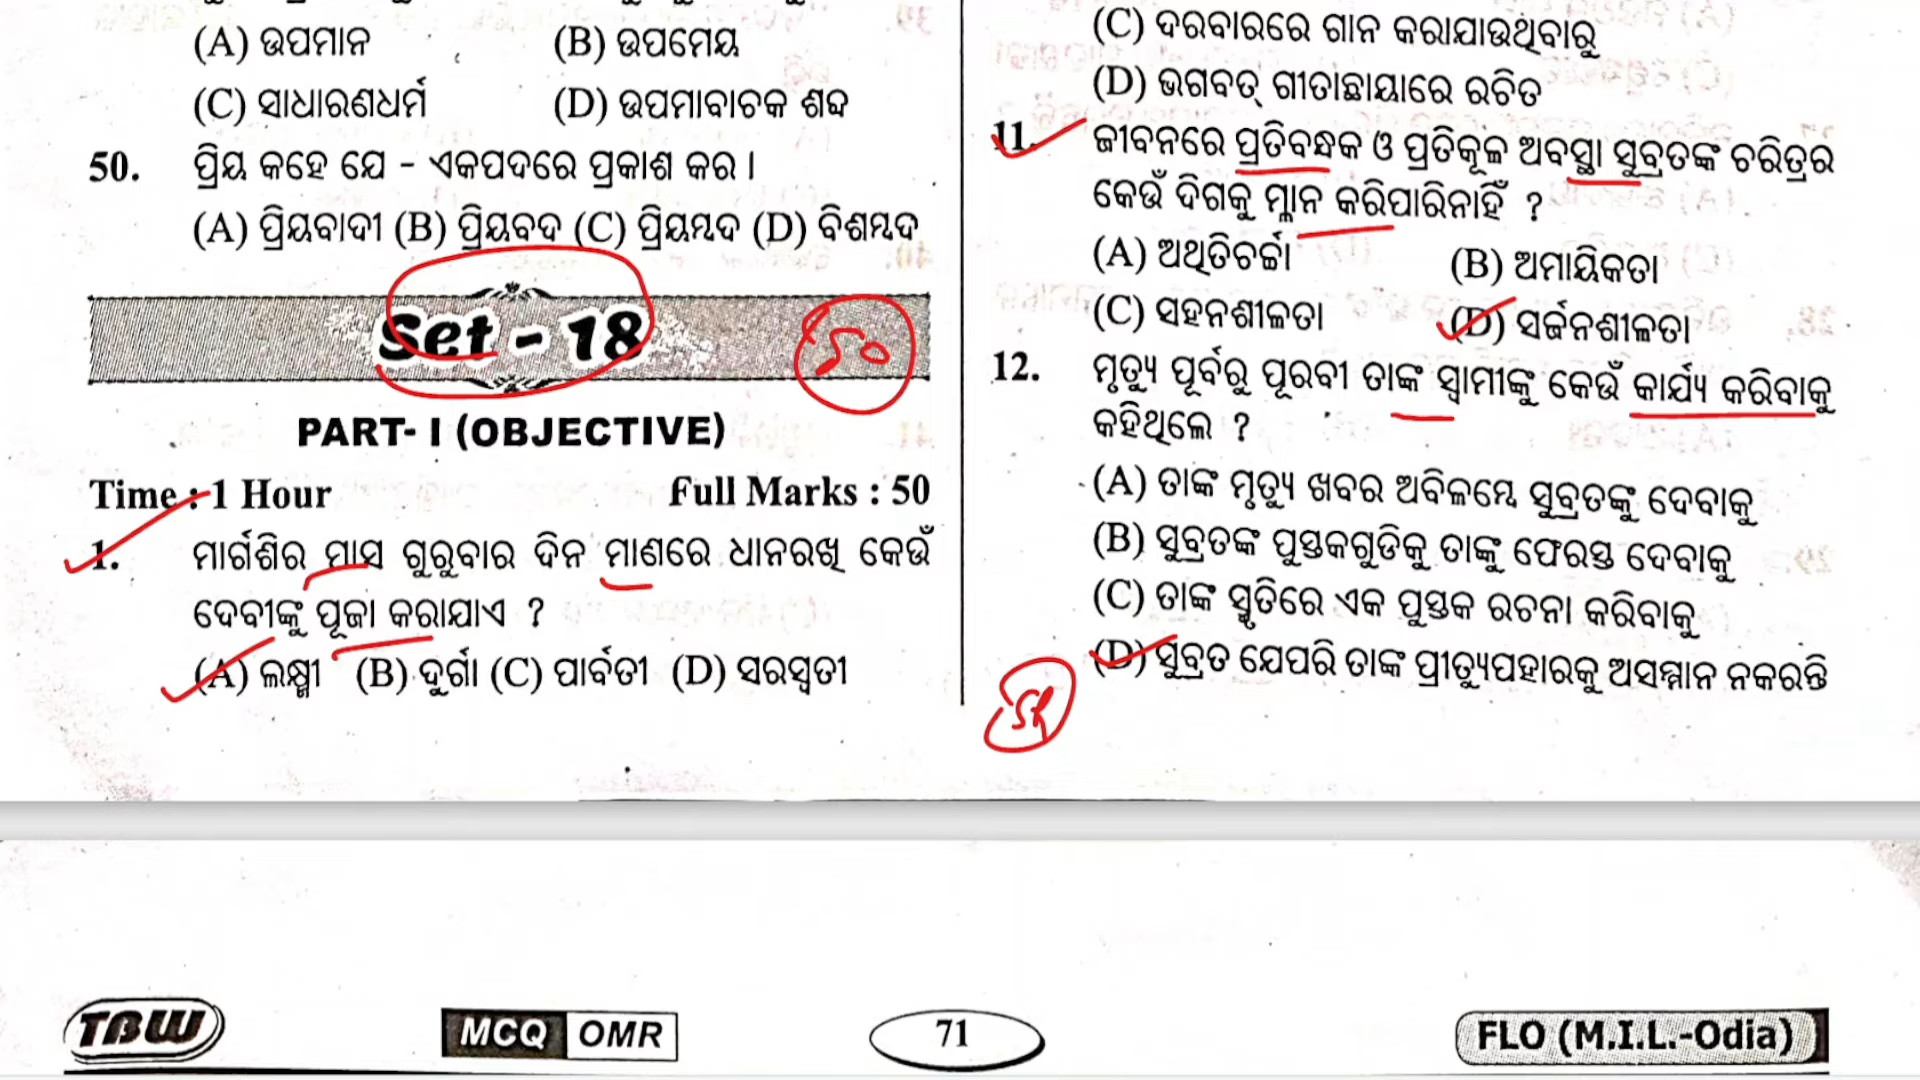 (A) ଉପମାନ (B) ଉପମେୟ
(C) ସାଧାରଣଧର୍ମ (D) ଉପମାବାଚକ ଶବ୍ଦ
50. ପ୍ରିୟ କହେ ଯେ - ଏକପଦରେ ପ୍ରକାଶ କର ।
(A) ପ୍ରିୟବାଦୀ (B) ପ୍ରିୟବଦ (C) ପ୍ରିୟମ୍ବଦ (D) ବିଶମ୍ବଦ
Set - 18
50
PART- I (OBJECTIVE)
Time : 1 Hour Full Marks : 50
1. ମାର୍ଗଶିର ମାସ ଗୁରୁବାର ଦିନ ମାଣରେ ଧାନରଖି କେଉଁ
ଦେବୀଙ୍କୁ ପୂଜା କରାଯାଏ ?
(A) ଲକ୍ଷ୍ମୀ (B) ଦୁର୍ଗା (C) ପାର୍ବତୀ (D) ସରସ୍ୱତୀ
(C) ଦରବାରରେ ଗାନ କରାଯାଉଥିବାରୁ
(D) ଭଗବତ୍ ଗୀତାଛାୟାରେ ରଚିତ
11. ଜୀବନରେ ପ୍ରତିବନ୍ଧକ ଓ ପ୍ରତିକୂଳ ଅବସ୍ଥା ସୁବ୍ରତଙ୍କ ଚରିତ୍ରର
କେଉଁ ଦିଗକୁ ମ୍ଳାନ କରିପାରିନାହିଁ ?
(A) ଅଥିତିଚର୍ଚ୍ଚା (B) ଅମାୟିକତା
(C) ସହନଶୀଳତା (D) ସର୍ଜନଶୀଳତା
12. ମୃତ୍ୟୁ ପୂର୍ବରୁ ପୂରବୀ ତାଙ୍କ ସ୍ୱାମୀଙ୍କୁ କେଉଁ କାର୍ଯ୍ୟ କରିବାକୁ
କହିଥିଲେ ?
(A) ତାଙ୍କ ମୃତ୍ୟୁ ଖବର ଅବିଳମ୍ବେ ସୁବ୍ରତଙ୍କୁ ଦେବାକୁ
(B) ସୁବ୍ରତଙ୍କ ପୁସ୍ତକଗୁଡିକୁ ତାଙ୍କୁ ଫେରସ୍ତ ଦେବାକୁ
(C) ତାଙ୍କ ସ୍ମୃତିରେ ଏକ ପୁସ୍ତକ ରଚନା କରିବାକୁ
(D) ସୁବ୍ରତ ଯେପରି ତାଙ୍କ ପ୍ରୀତ୍ୟୁପହାରକୁ ଅସମ୍ମାନ ନକରନ୍ତି
TBW MCQ OMR 71 FLO (M.I.L.-Odia)